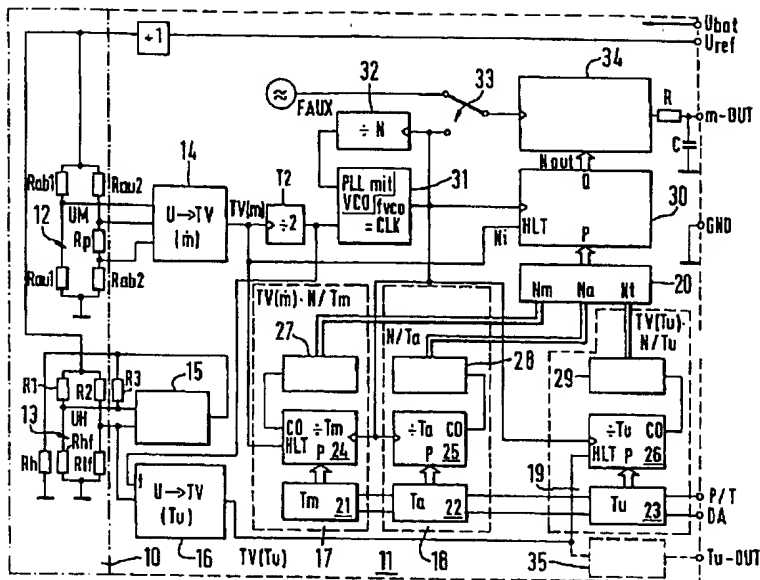 Ubat
÷1
Uref
34
32
33
FAUX
÷ N
R
m-OUT
C
Nout
14
T2
Rab1
Rau2
TV(ṁ)
31
Q
30
U→TV
(ṁ)
÷2
PLL mit
VCO fvco
= CLK
12
UM
Rp
Ni
HLT
P
GND
Rau1
Rab2
TV(ṁ)· N/Tm
Nm
Na
Nt
20
27
N/Ta
28
TV(Tu)·
N/Tu
29
R1
R2
R3
15
UH
13
Rhf
Rh
Rlf
CO
÷Tm
HLT
P
24
÷Ta
CO
P
25
÷Tu
CO
HLT
P
26
19
U→TV
(Tu)
Tm
21
Ta
22
Tu
23
P/T
DA
10
16
TV(Tu)
17
18
11
35
Tu-OUT